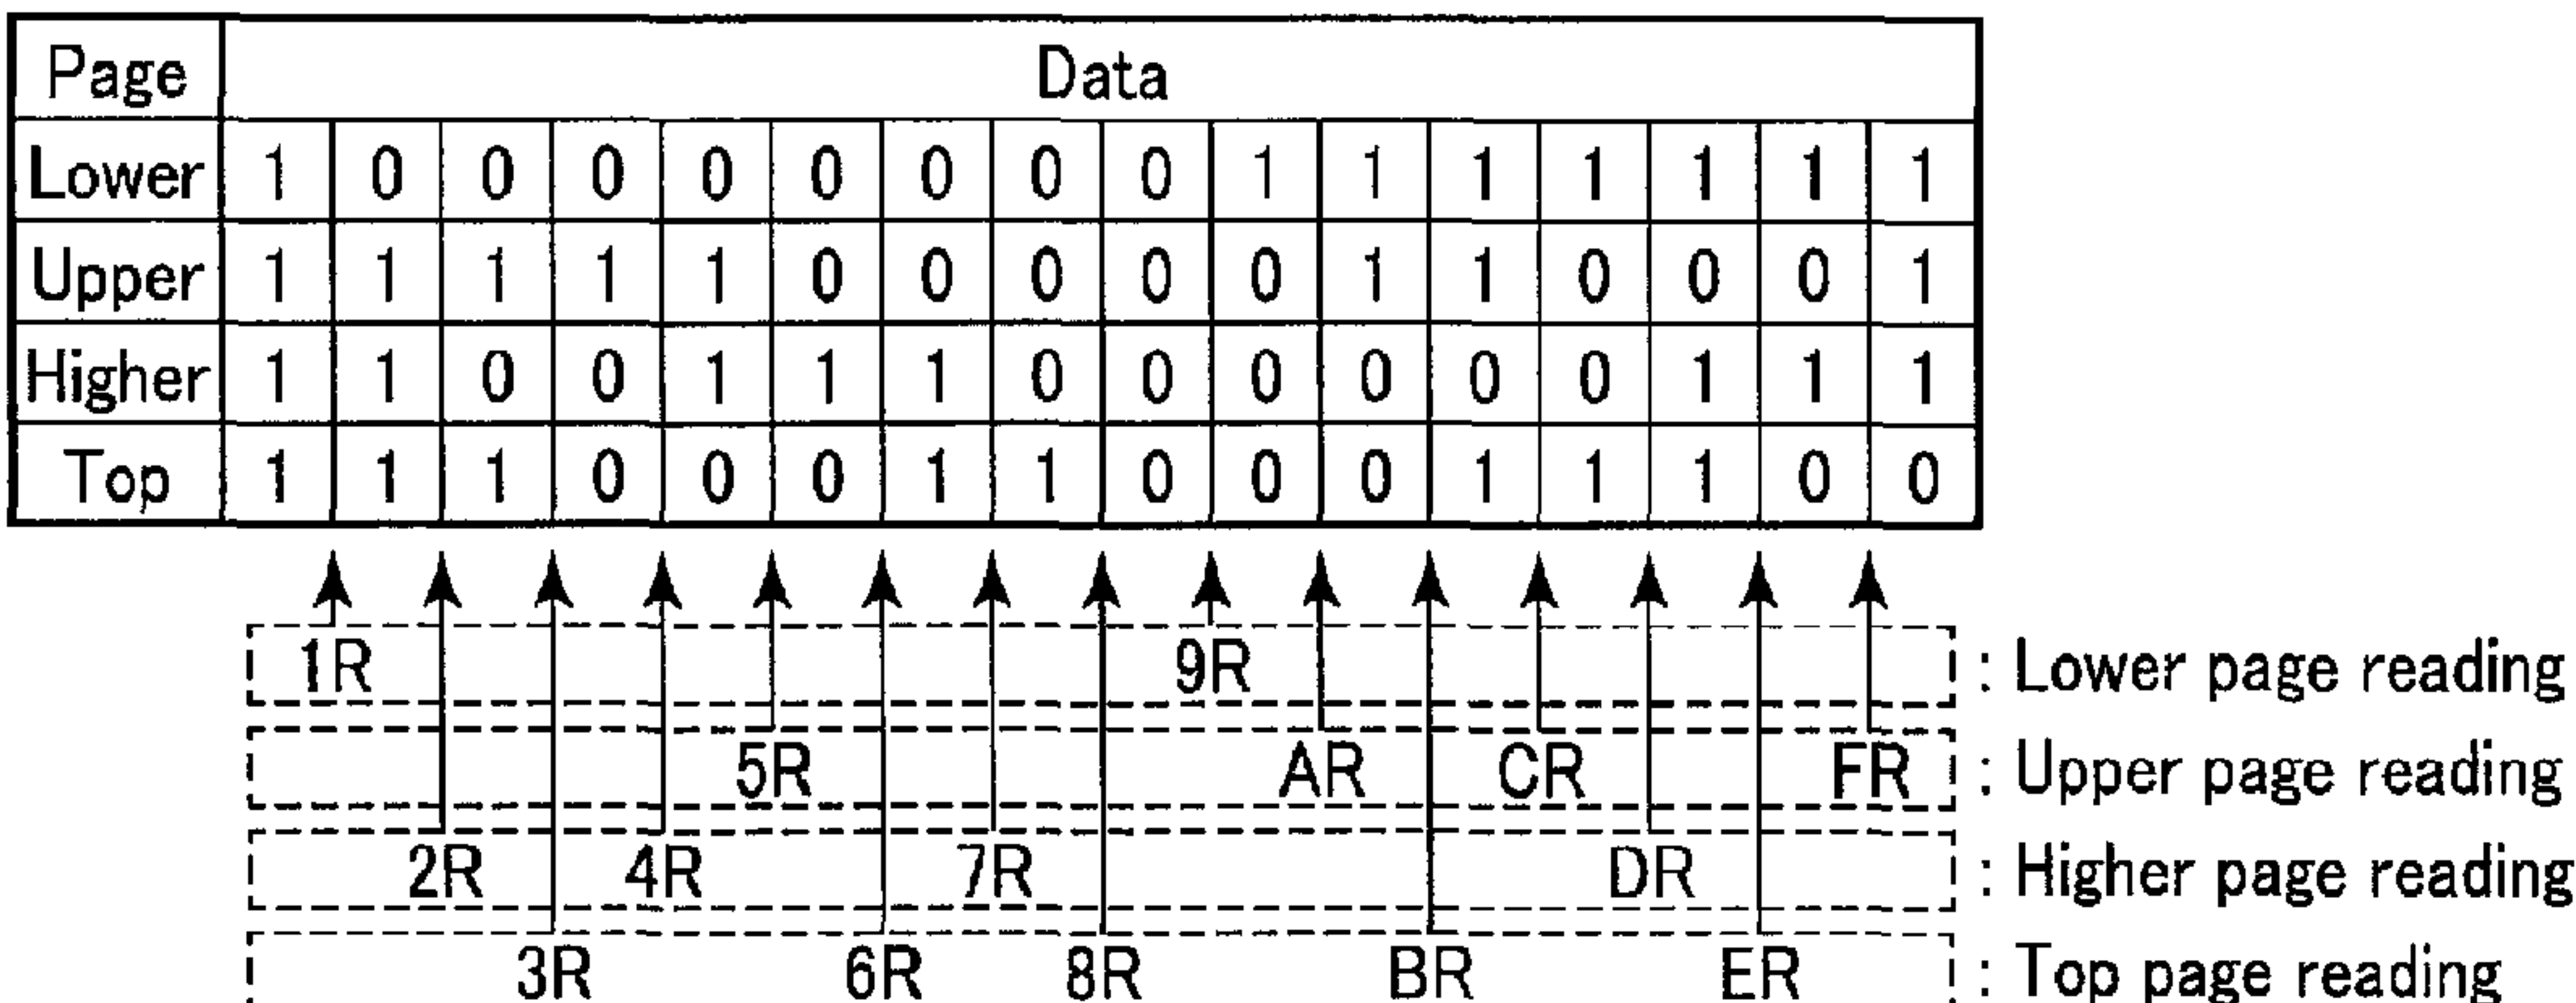 Page Data
Lower 1 0 0 0 0 0 0 0 0 1 1 1 1 1 1 1
Upper 1 1 1 1 1 0 0 0 0 0 1 1 0 0 0 1
Higher 1 1 0 0 1 1 1 0 0 0 0 0 0 1 1 1
Top 1 1 1 0 0 0 1 1 0 0 0 1 1 1 0 0
1R 9R : Lower page reading
5R AR CR FR : Upper page reading
2R 4R 7R DR : Higher page reading
3R 6R 8R BR ER : Top page reading